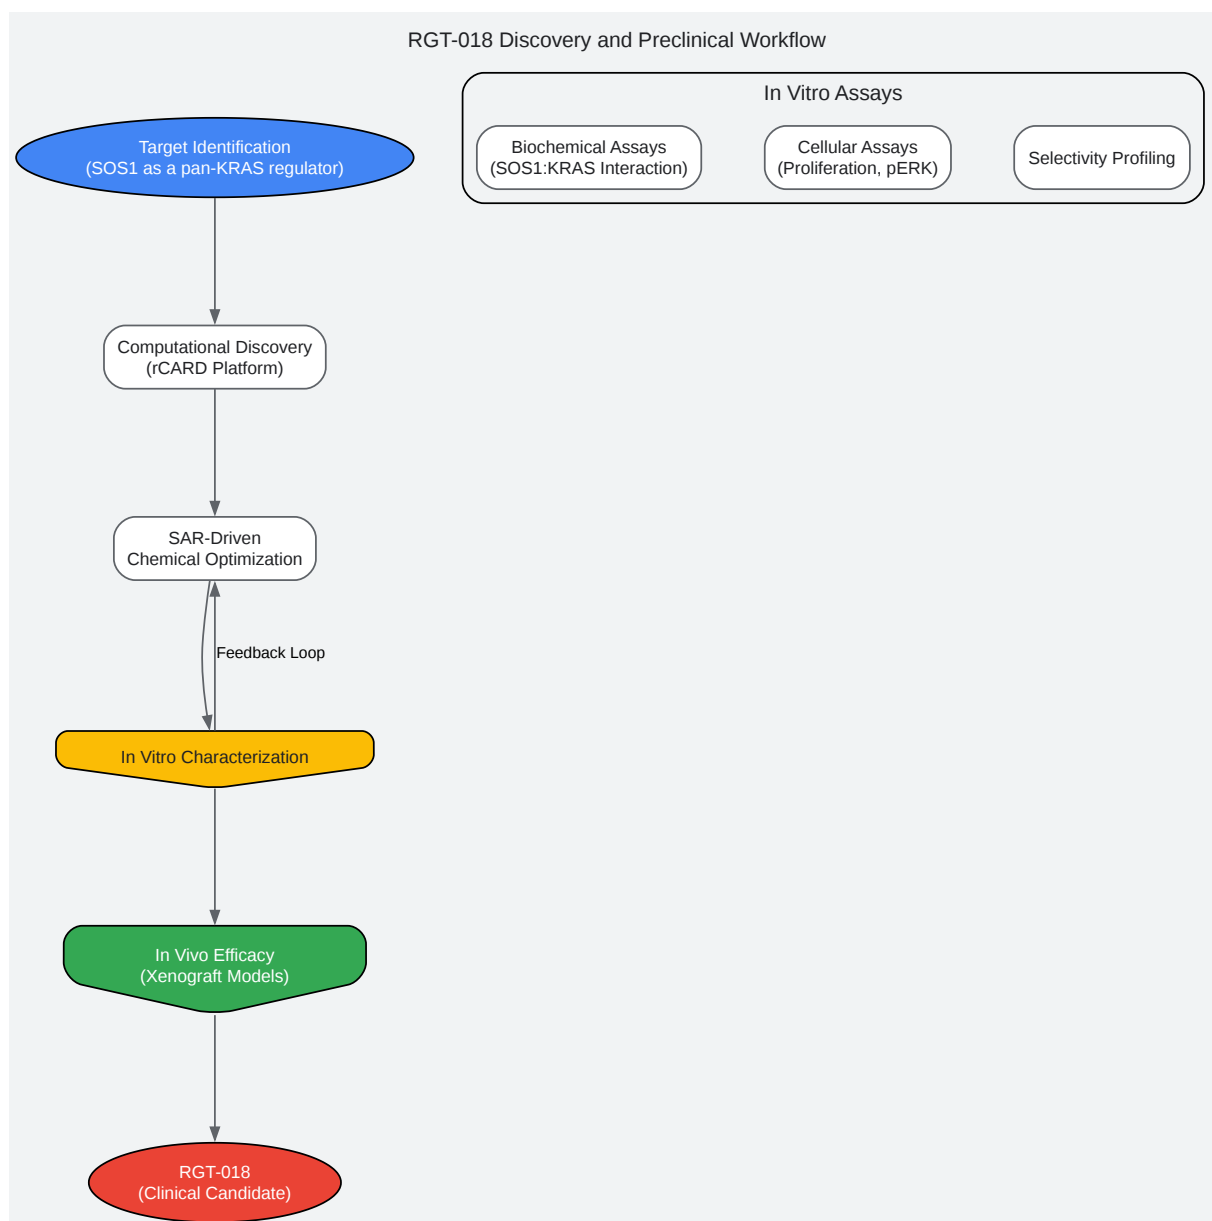 RGT-018 Discovery and Preclinical Workflow
In Vitro Assays
Target Identification
(SOS1 as a pan-KRAS regulator)
Biochemical Assays
(SOS1:KRAS Interaction)
Cellular Assays
(Proliferation, pERK)
Selectivity Profiling
Computational Discovery
(rCARD Platform)
SAR-Driven
Chemical Optimization
Feedback Loop
In Vitro Characterization
In Vivo Efficacy
(Xenograft Models)
RGT-018
(Clinical Candidate)